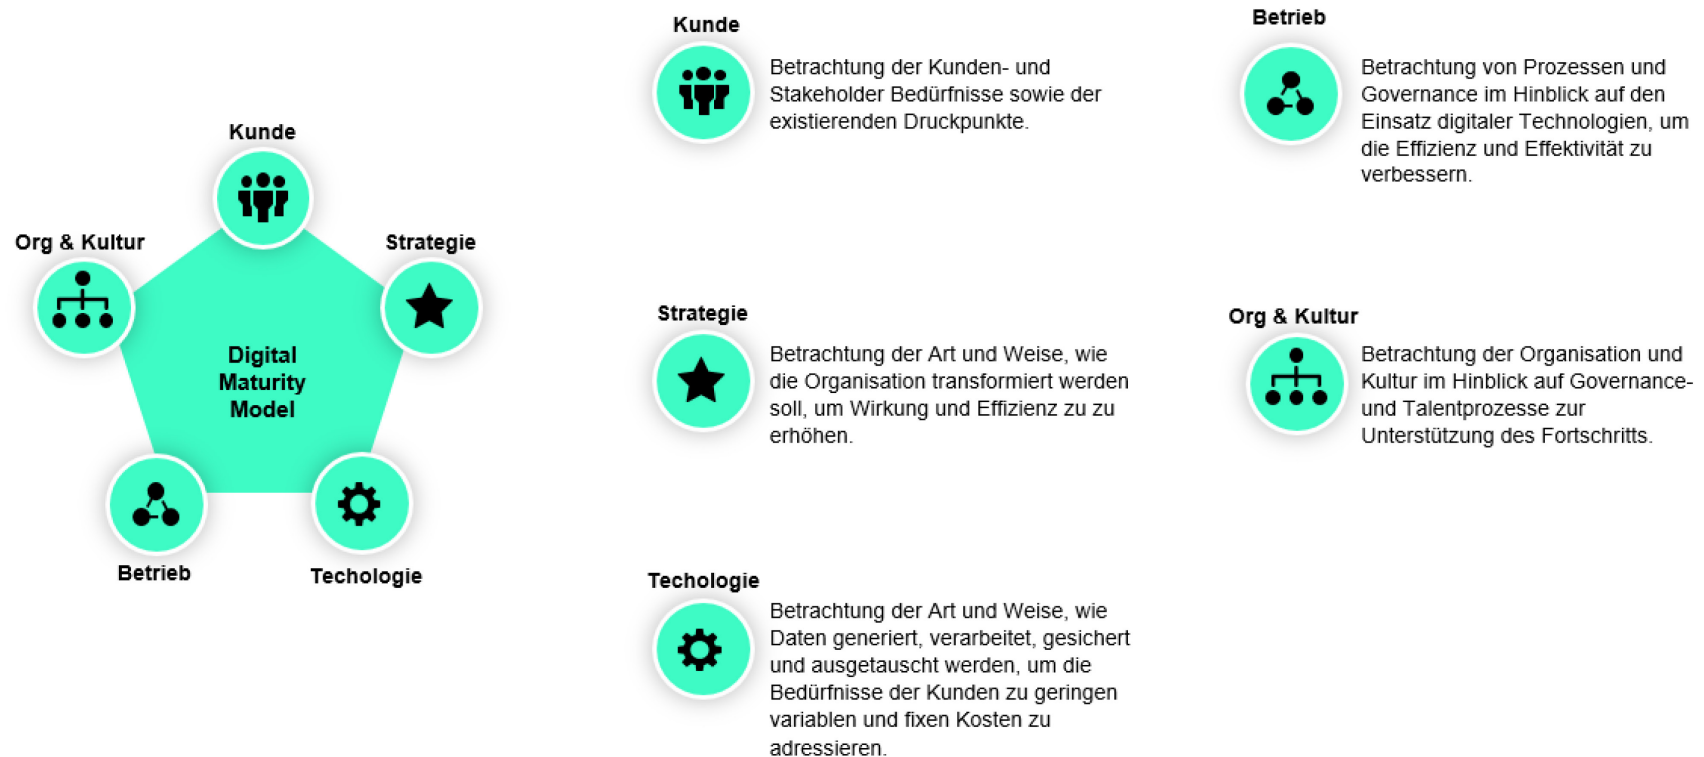 Kunde
Org & Kultur
Strategie
Digital
Maturity
Model
Betrieb
Techologie
Kunde
Betrachtung der Kunden- und
Stakeholder Bedürfnisse sowie der
existierenden Druckpunkte.
Strategie
Betrachtung der Art und Weise, wie
die Organisation transformiert werden
soll, um Wirkung und Effizienz zu zu
erhöhen.
Techologie
Betrachtung der Art und Weise, wie
Daten generiert, verarbeitet, gesichert
und ausgetauscht werden, um die
Bedürfnisse der Kunden zu geringen
variablen und fixen Kosten zu
adressieren.
Betrieb
Betrachtung von Prozessen und
Governance im Hinblick auf den
Einsatz digitaler Technologien, um
die Effizienz und Effektivität zu
verbessern.
Org & Kultur
Betrachtung der Organisation und
Kultur im Hinblick auf Governance-
und Talentprozesse zur
Unterstützung des Fortschritts.